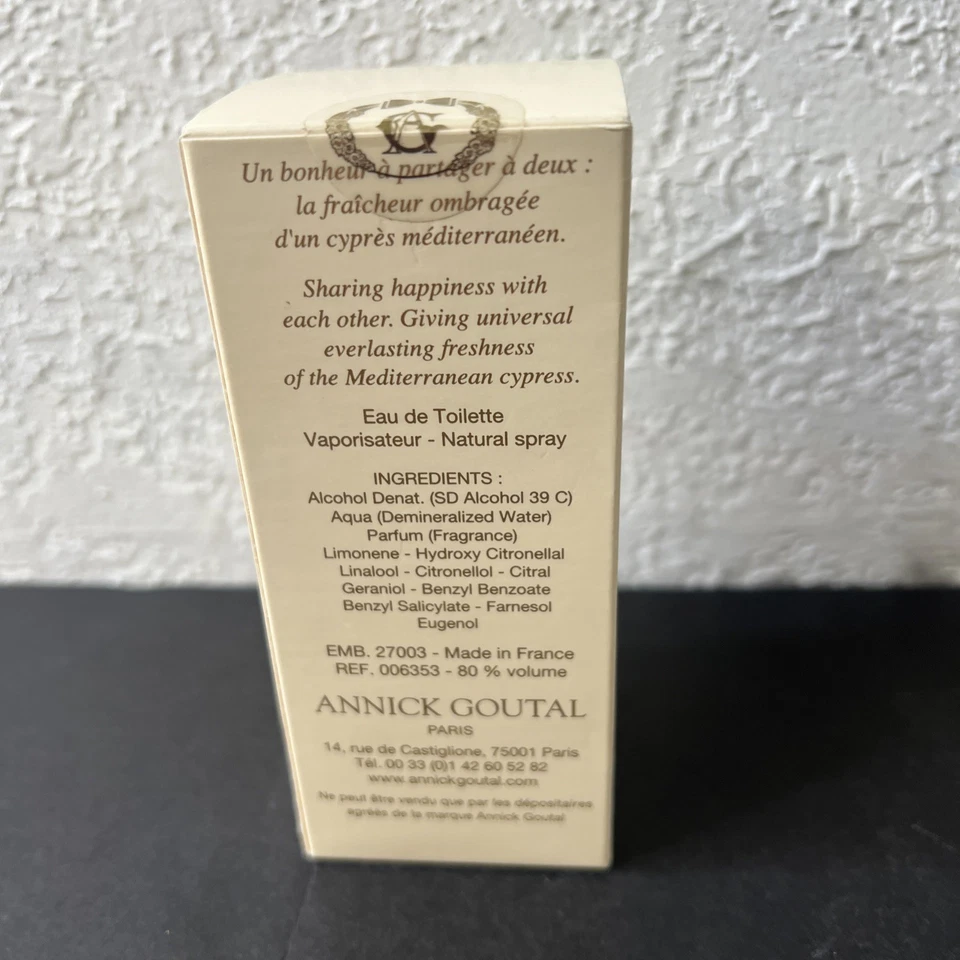 AG
Un bonheur à partager à deux :
la fraîcheur ombragée
d'un cyprès méditerranéen.
Sharing happiness with
each other. Giving universal
everlasting freshness
of the Mediterranean cypress.
Eau de Toilette
Vaporisateur - Natural spray
INGREDIENTS :
Alcohol Denat. (SD Alcohol 39 C)
Aqua (Demineralized Water)
Parfum (Fragrance)
Limonene - Hydroxy Citronellal
Linalool - Citronellol - Citral
Geraniol - Benzyl Benzoate
Benzyl Salicylate - Farnesol
Eugenol
EMB. 27003 - Made in France
REF. 006353 - 80 % volume
ANNICK GOUTAL
PARIS
14, rue de Castiglione, 75001 Paris
Tél. 00 33 (0)1 42 60 52 82
www.annickgoutal.com
Ne peut être vendu que par les dépositaires
agréés de la marque Annick Goutal